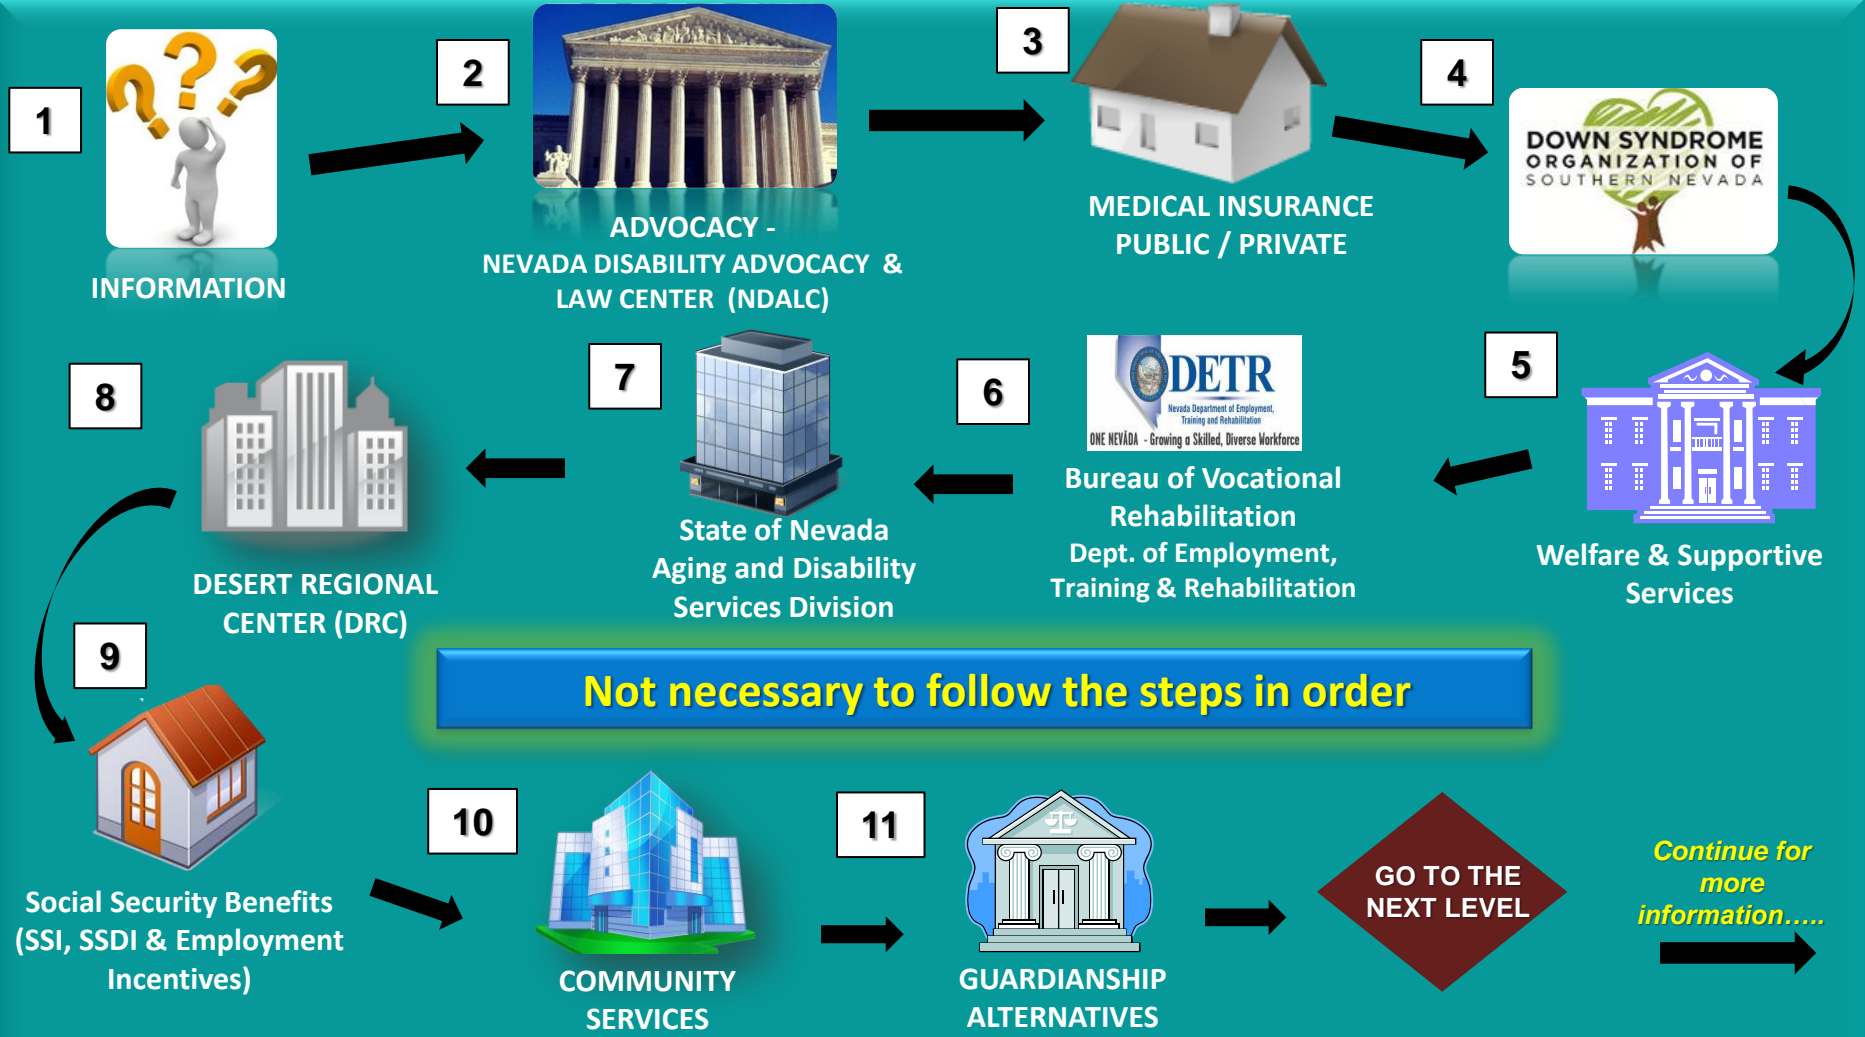 1
INFORMATION
2
ADVOCACY -
NEVADA DISABILITY ADVOCACY &
LAW CENTER (NDALC)
3
MEDICAL INSURANCE
PUBLIC / PRIVATE
4
DOWN SYNDROME
ORGANIZATION OF
SOUTHERN NEVADA
5
Welfare & Supportive
Services
6
DETR
Nevada Department of Employment,
Training and Rehabilitation
ONE NEVADA - Growing a Skilled, Diverse Workforce
Bureau of Vocational
Rehabilitation
Dept. of Employment,
Training & Rehabilitation
7
State of Nevada
Aging and Disability
Services Division
8
DESERT REGIONAL
CENTER (DRC)
Not necessary to follow the steps in order
9
Social Security Benefits
(SSI, SSDI & Employment
Incentives)
10
COMMUNITY
SERVICES
11
GUARDIANSHIP
ALTERNATIVES
GO TO THE
NEXT LEVEL
Continue for
more
information.....